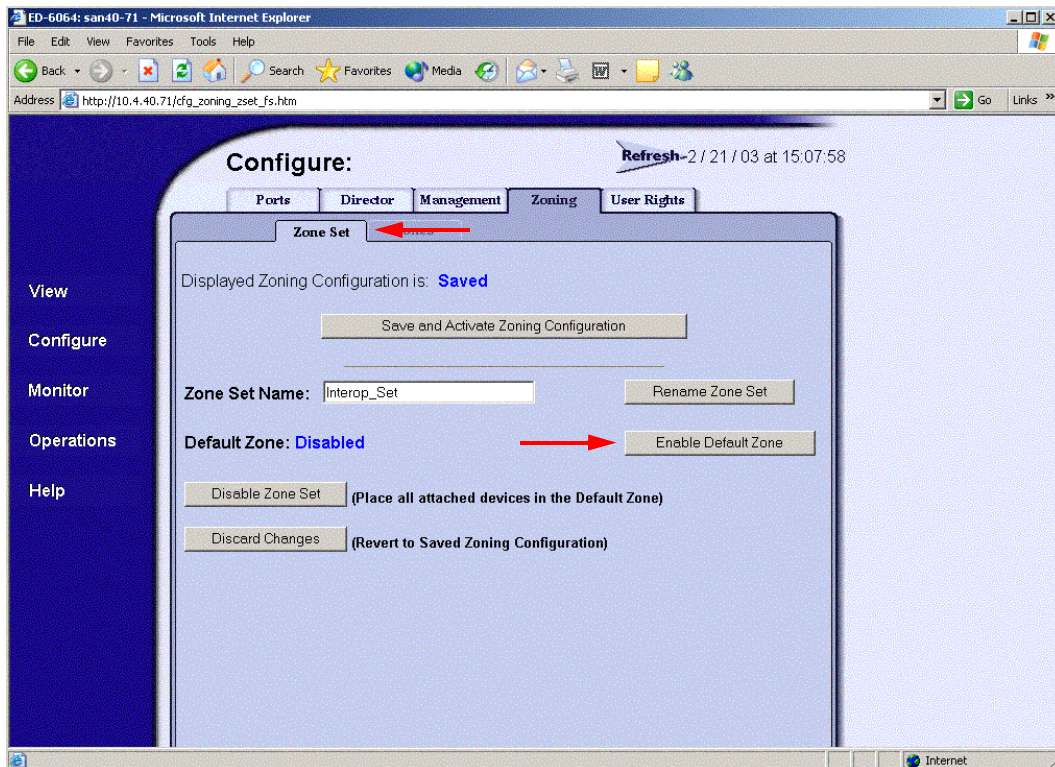 ED-6064: san40-71 - Microsoft Internet Explorer
File Edit View Favorites Tools Help
Back Search Favorites Media
Address http://10.4.40.71/cfg_zoning_zset_fs.htm Go Links »
Configure:
Refresh 2 / 21 / 03 at 15:07:58
Ports Director Management Zoning User Rights
Zone Set
Displayed Zoning Configuration is: Saved
View
Save and Activate Zoning Configuration
Configure
Monitor
Zone Set Name: Interop_Set Rename Zone Set
Operations
Default Zone: Disabled Enable Default Zone
Help
Disable Zone Set (Place all attached devices in the Default Zone)
Discard Changes (Revert to Saved Zoning Configuration)
Internet